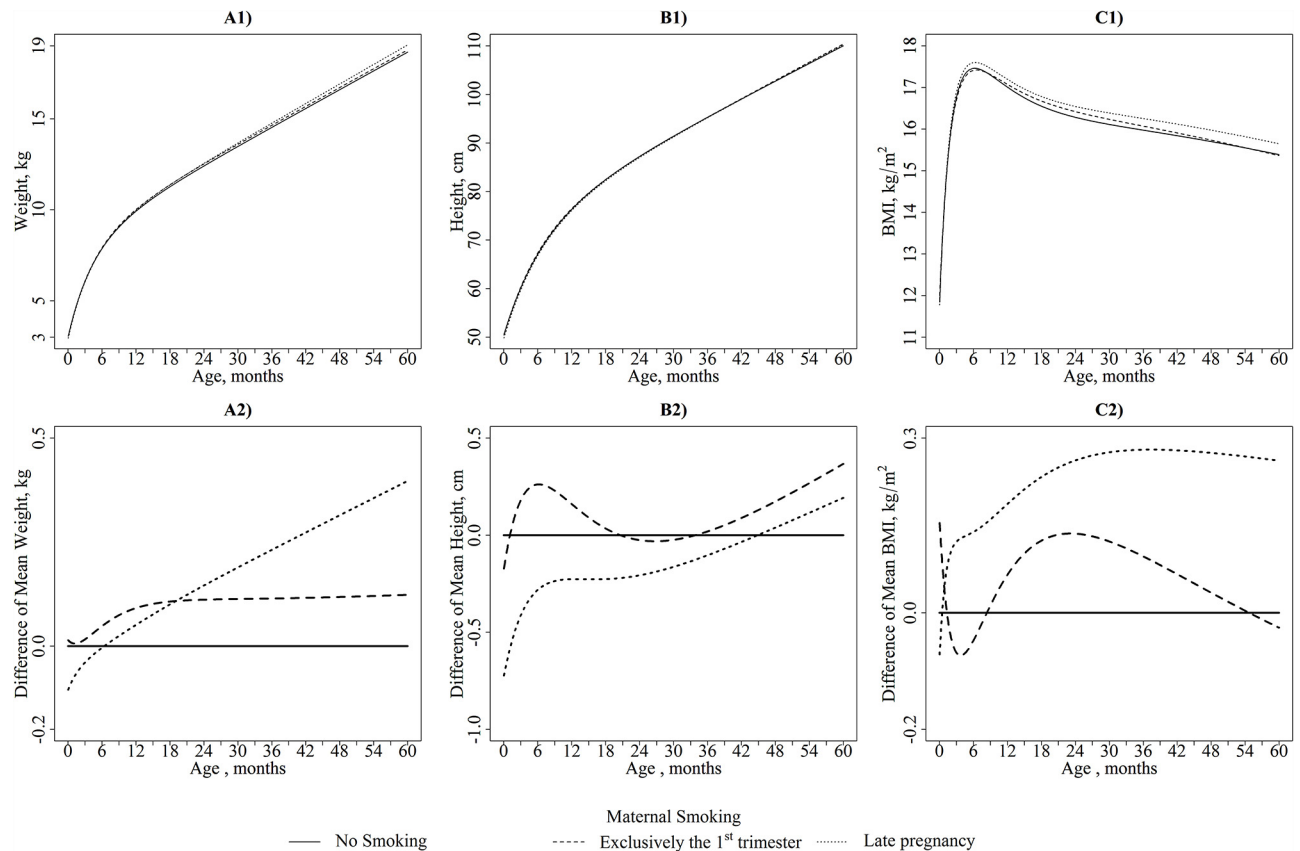 A1)
Weight, kg
19
15
10
5
3
0 6 12 18 24 30 36 42 48 54 60
Age, months
B1)
Height, cm
110
100
90
80
70
60
50
0 6 12 18 24 30 36 42 48 54 60
Age, months
C1)
BMI, kg/m²
18
17
16
15
14
13
12
11
0 6 12 18 24 30 36 42 48 54 60
Age, months
A2)
Difference of Mean Weight, kg
0.5
0.0
-0.2
0 6 12 18 24 30 36 42 48 54 60
Age , months
B2)
Difference of Mean Height, cm
0.5
0.0
-0.5
-1.0
0 6 12 18 24 30 36 42 48 54 60
Age , months
C2)
Difference of Mean BMI, kg/m²
0.3
0.0
-0.2
0 6 12 18 24 30 36 42 48 54 60
Age , months
Maternal Smoking
No Smoking
Exclusively the 1st trimester
Late pregnancy